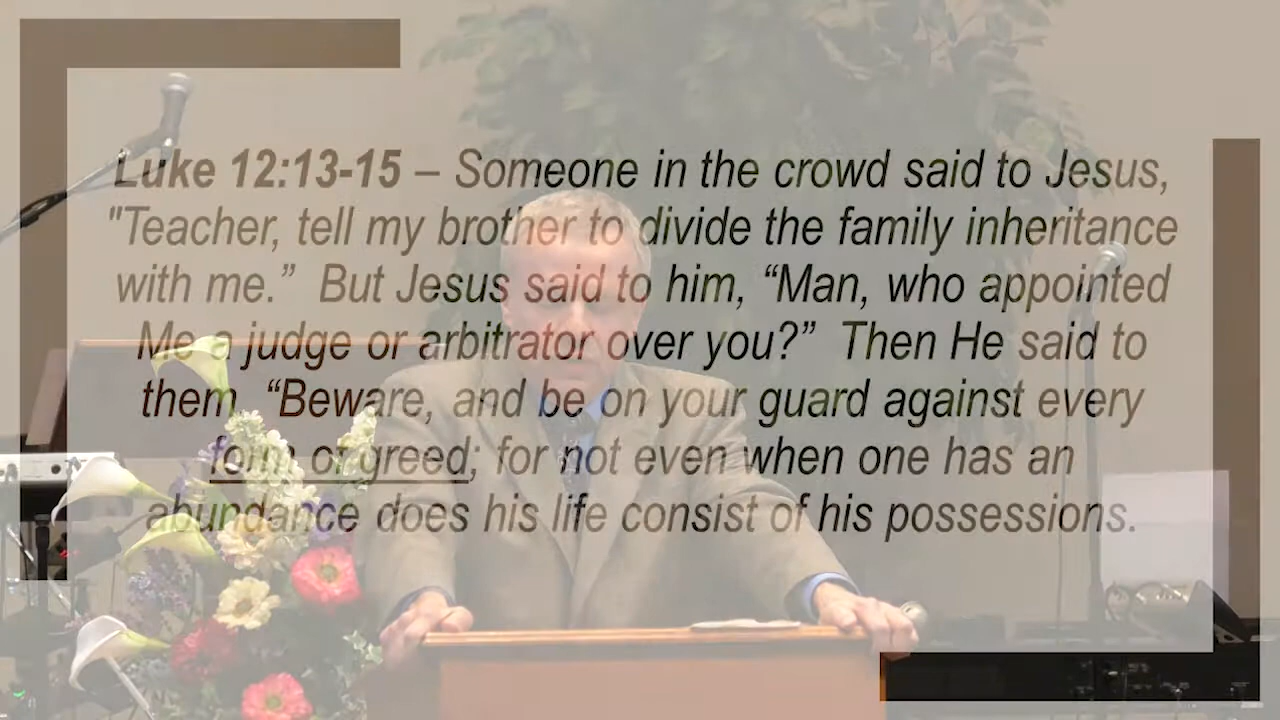 Luke 12:13-15 – Someone in the crowd said to Jesus,
"Teacher, tell my brother to divide the family inheritance
with me.” But Jesus said to him, “Man, who appointed
Me a judge or arbitrator over you?” Then He said to
them, “Beware, and be on your guard against every
form of greed; for not even when one has an
abundance does his life consist of his possessions.